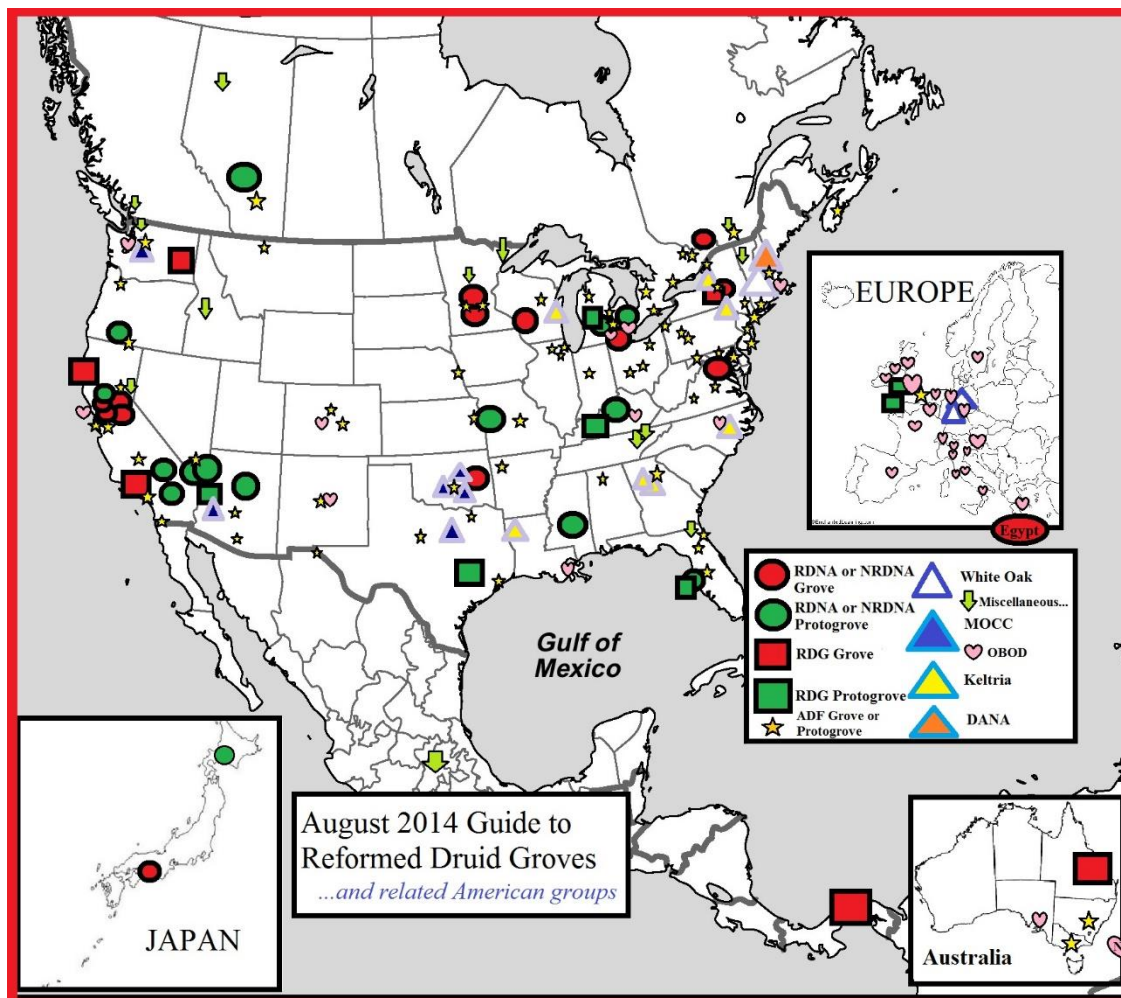 EUROPE
Egypt
RDNA or NRDNA
Grove
RDNA or NRDNA
Protogrove
RDG Grove
RDG Protogrove
ADF Grove or
Protogrove
White Oak
Miscellaneous...
MOCC
OBOD
Keltria
DANA
Gulf of
Mexico
August 2014 Guide to
Reformed Druid Groves
...and related American groups
JAPAN
Australia
N